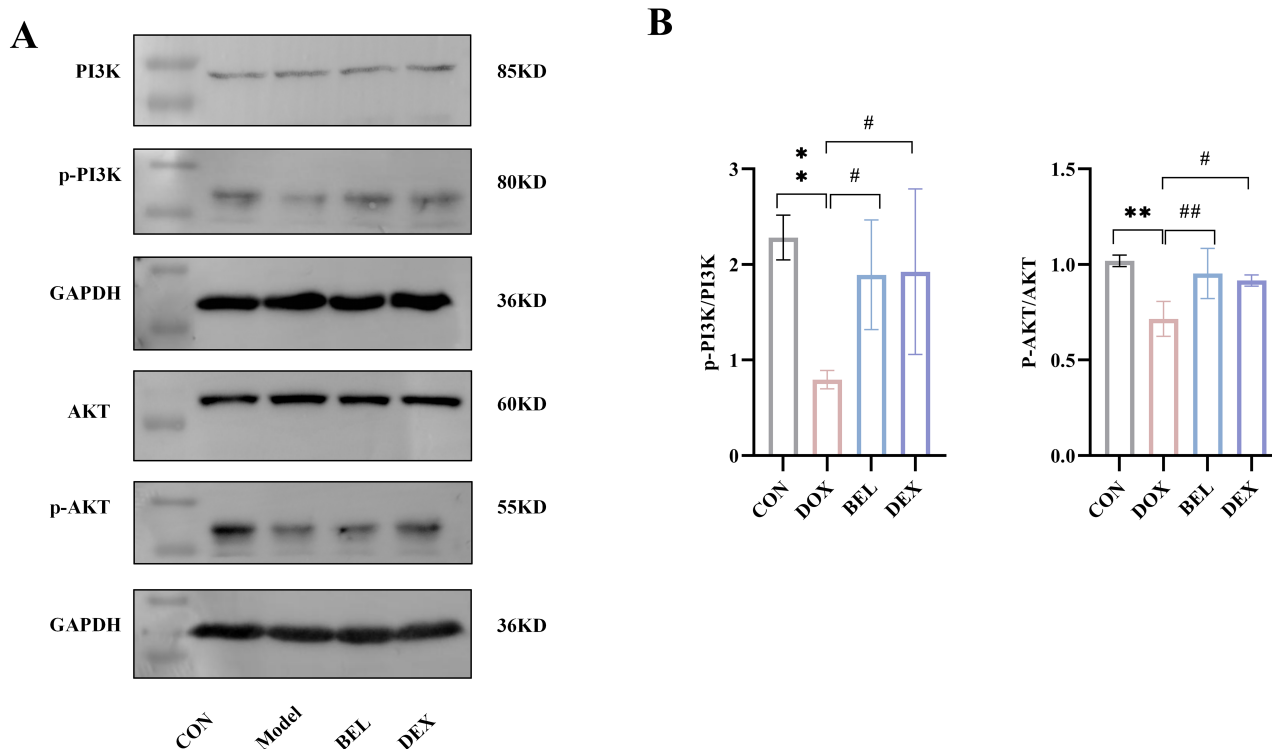 A
PI3K 85KD
p-PI3K 80KD
GAPDH 36KD
AKT 60KD
p-AKT 55KD
GAPDH 36KD
CON Model BEL DEX
B
#
*
* #
p-PI3K/PI3K
3
2
1
0
CON DOX BEL DEX
#
** ##
P-AKT/AKT
1.5
1.0
0.5
0.0
CON DOX BEL DEX